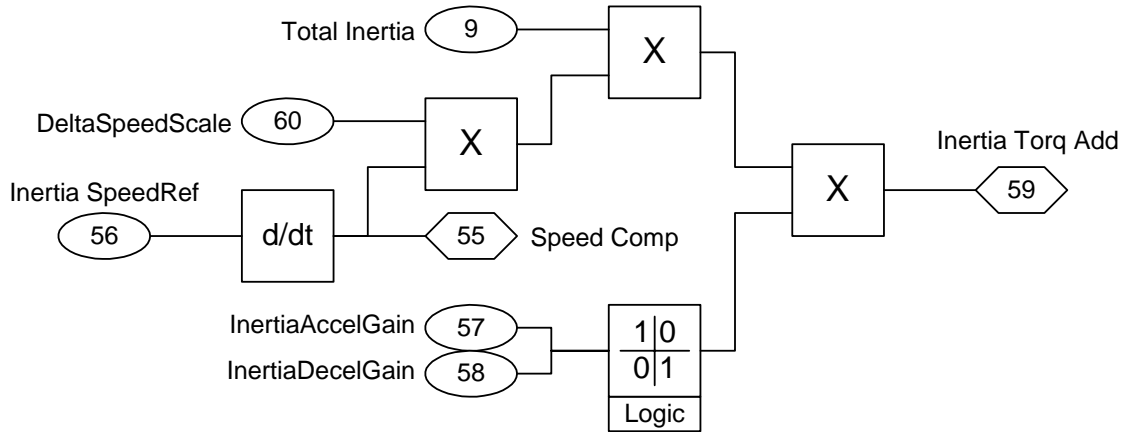 Total Inertia 9
X
DeltaSpeedScale 60
X
Inertia Torq Add
X
59
Inertia SpeedRef
56
d/dt
55 Speed Comp
InertiaAccelGain 57
InertiaDecelGain 58
1 0
0 1
Logic